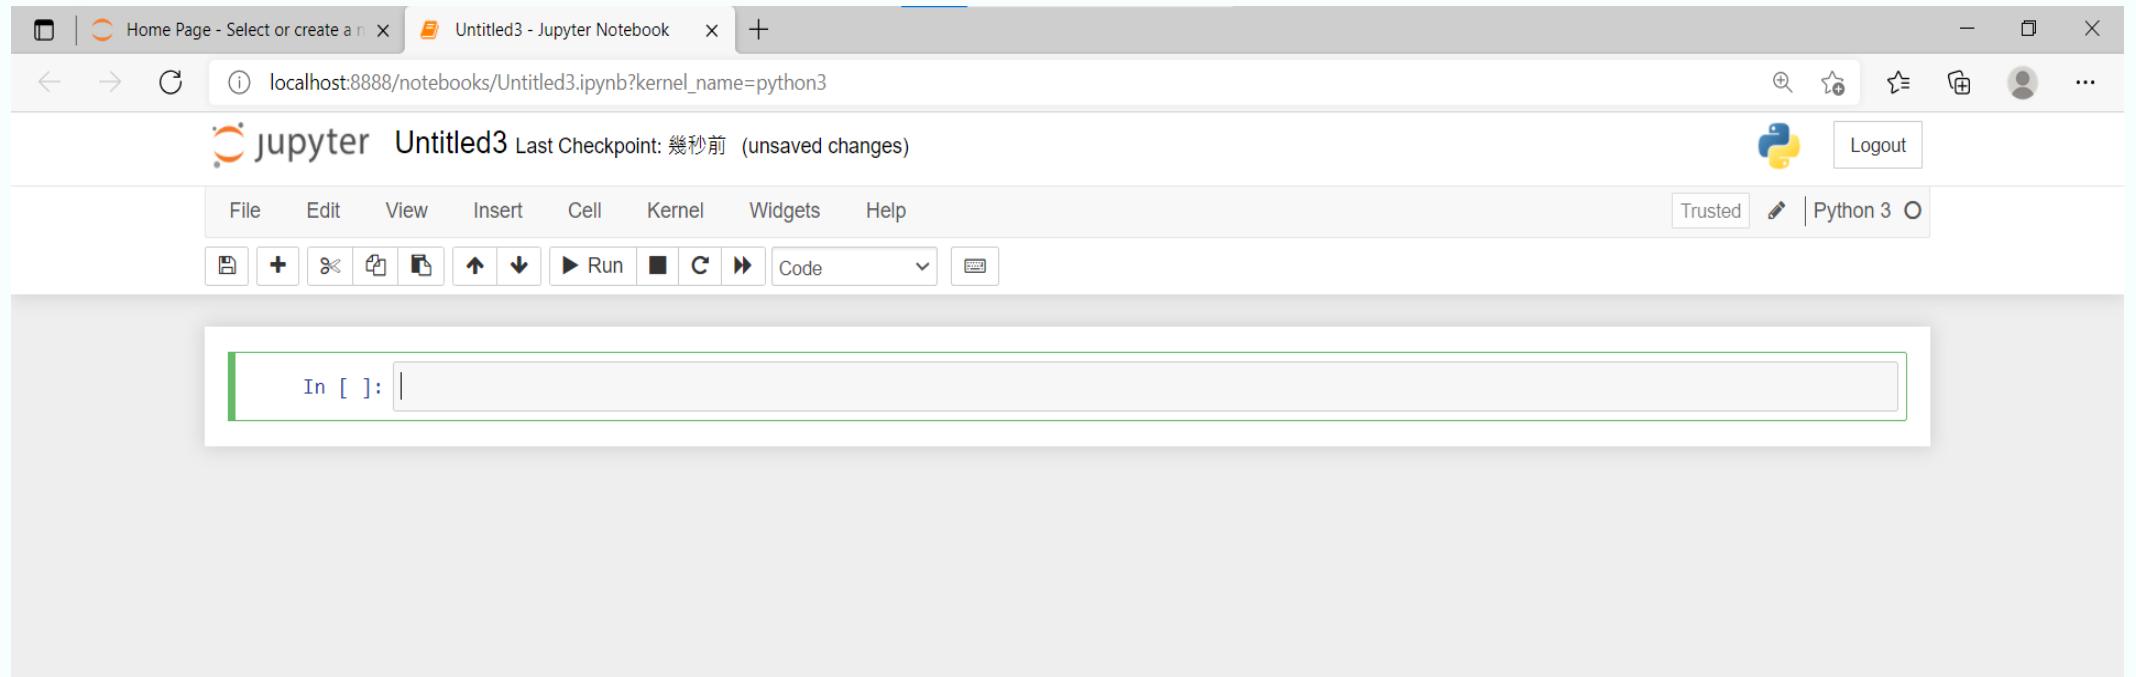 Home Page - Select or create a n
Untitled3 - Jupyter Notebook
localhost:8888/notebooks/Untitled3.ipynb?kernel_name=python3
jupyter Untitled3 Last Checkpoint: 幾秒前 (unsaved changes)
Logout
File Edit View Insert Cell Kernel Widgets Help
Trusted Python 3
Run Code
In [ ]: